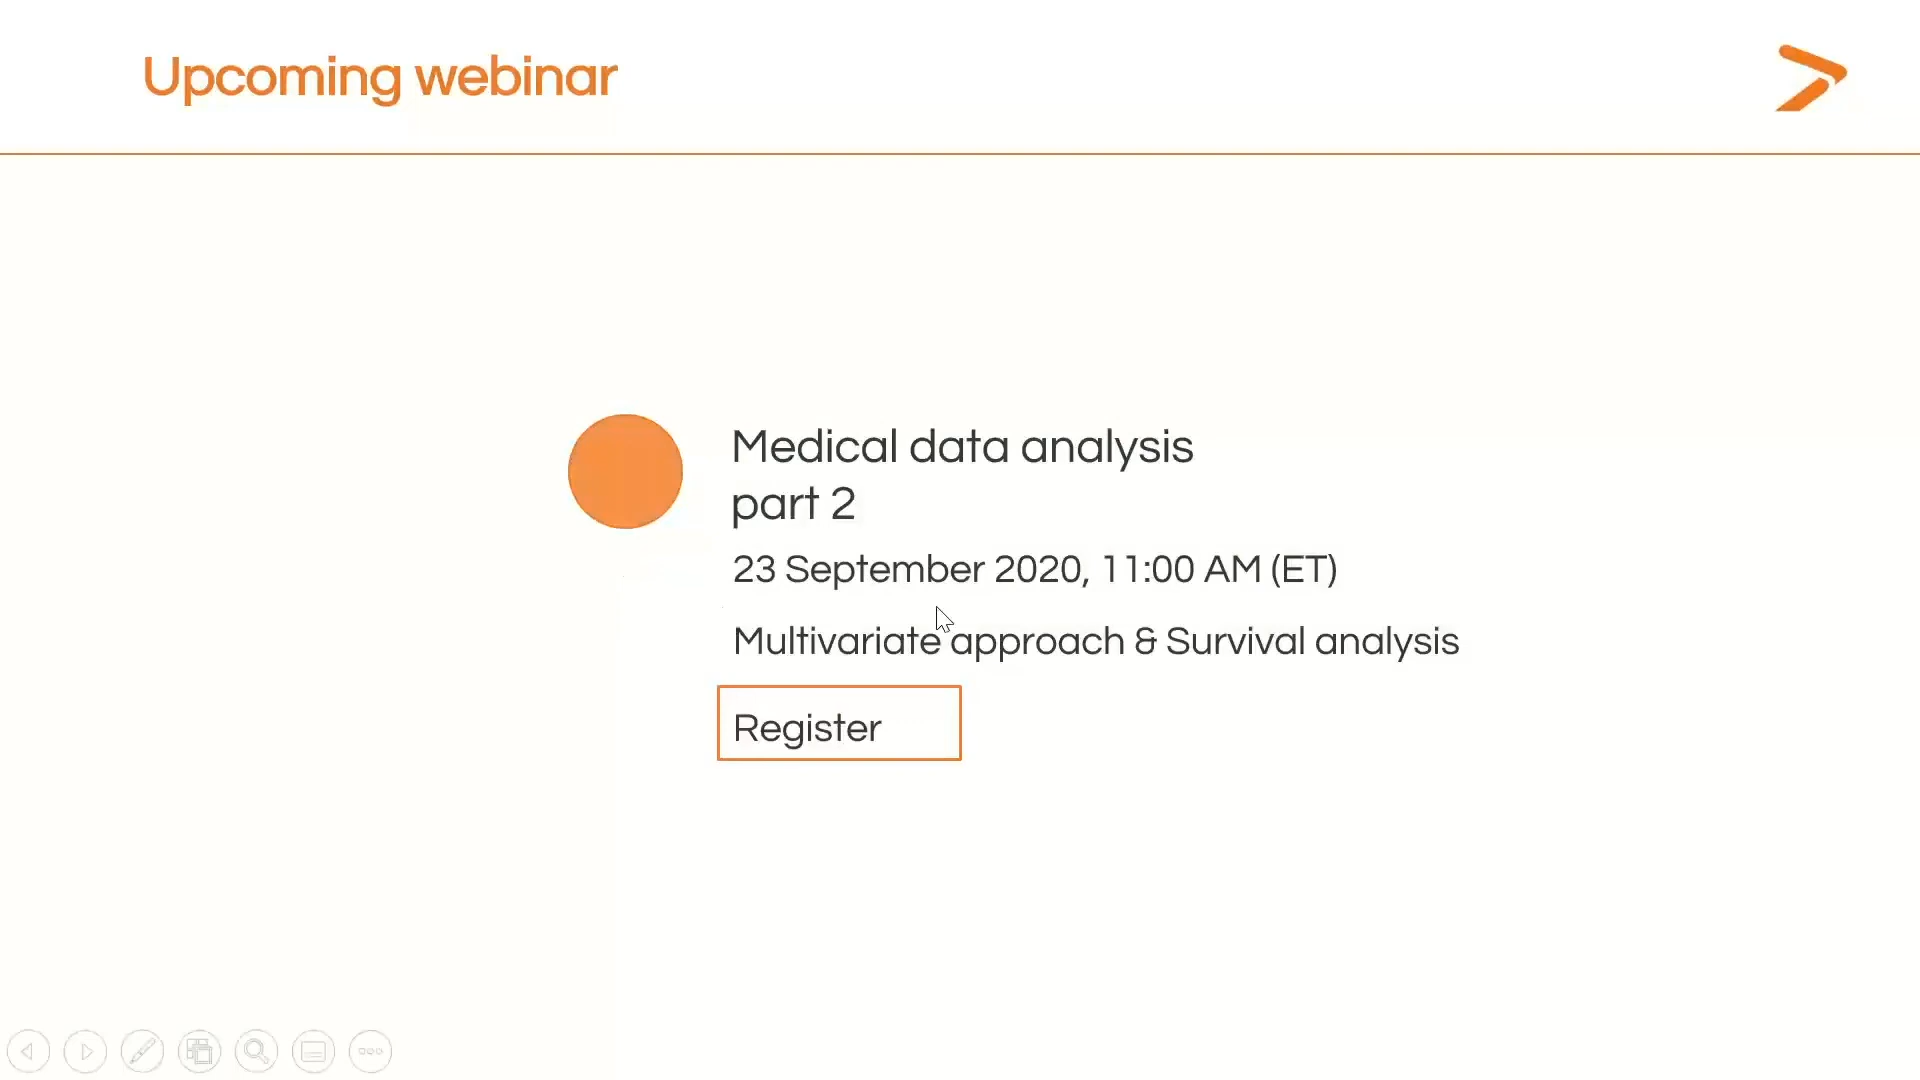 Upcoming webinar
Medical data analysis
part 2
23 September 2020, 11:00 AM (ET)
Multivariate approach & Survival analysis
Register